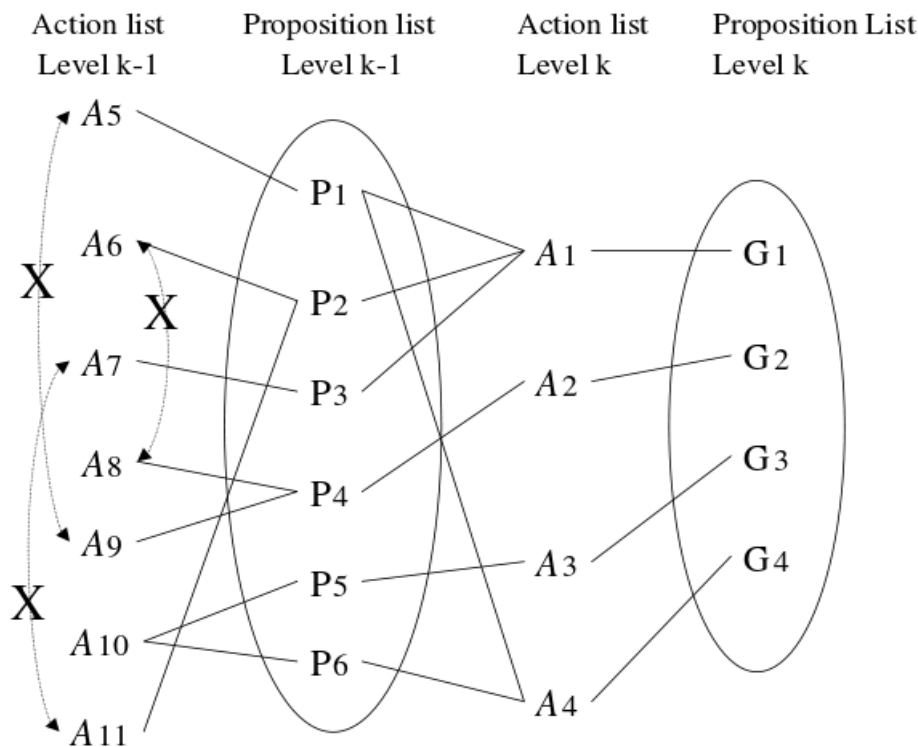 Action list Proposition list Action list Proposition List
Level k-1 Level k-1 Level k Level k
A5
P1
A6 A1 G1
X P2 X
A7 P3 A2 G2
A8 P4 G3
A9
P5 A3 G4
X
A10 P6
A11 A4